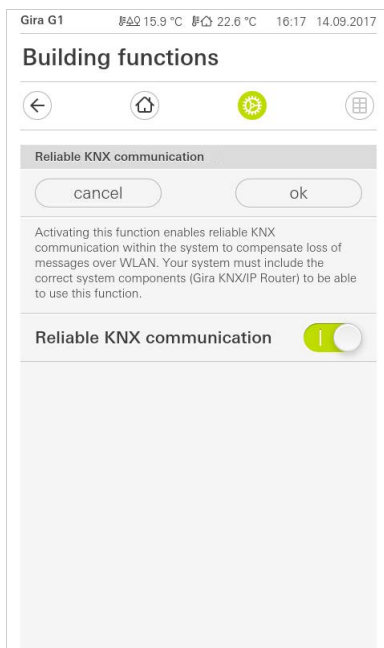 Gira G1 15.9 °C 22.6 °C 16:17 14.09.2017
Building functions
Reliable KNX communication
cancel ok
Activating this function enables reliable KNX
communication within the system to compensate loss of
messages over WLAN. Your system must include the
correct system components (Gira KNX/IP Router) to be able
to use this function.
Reliable KNX communication